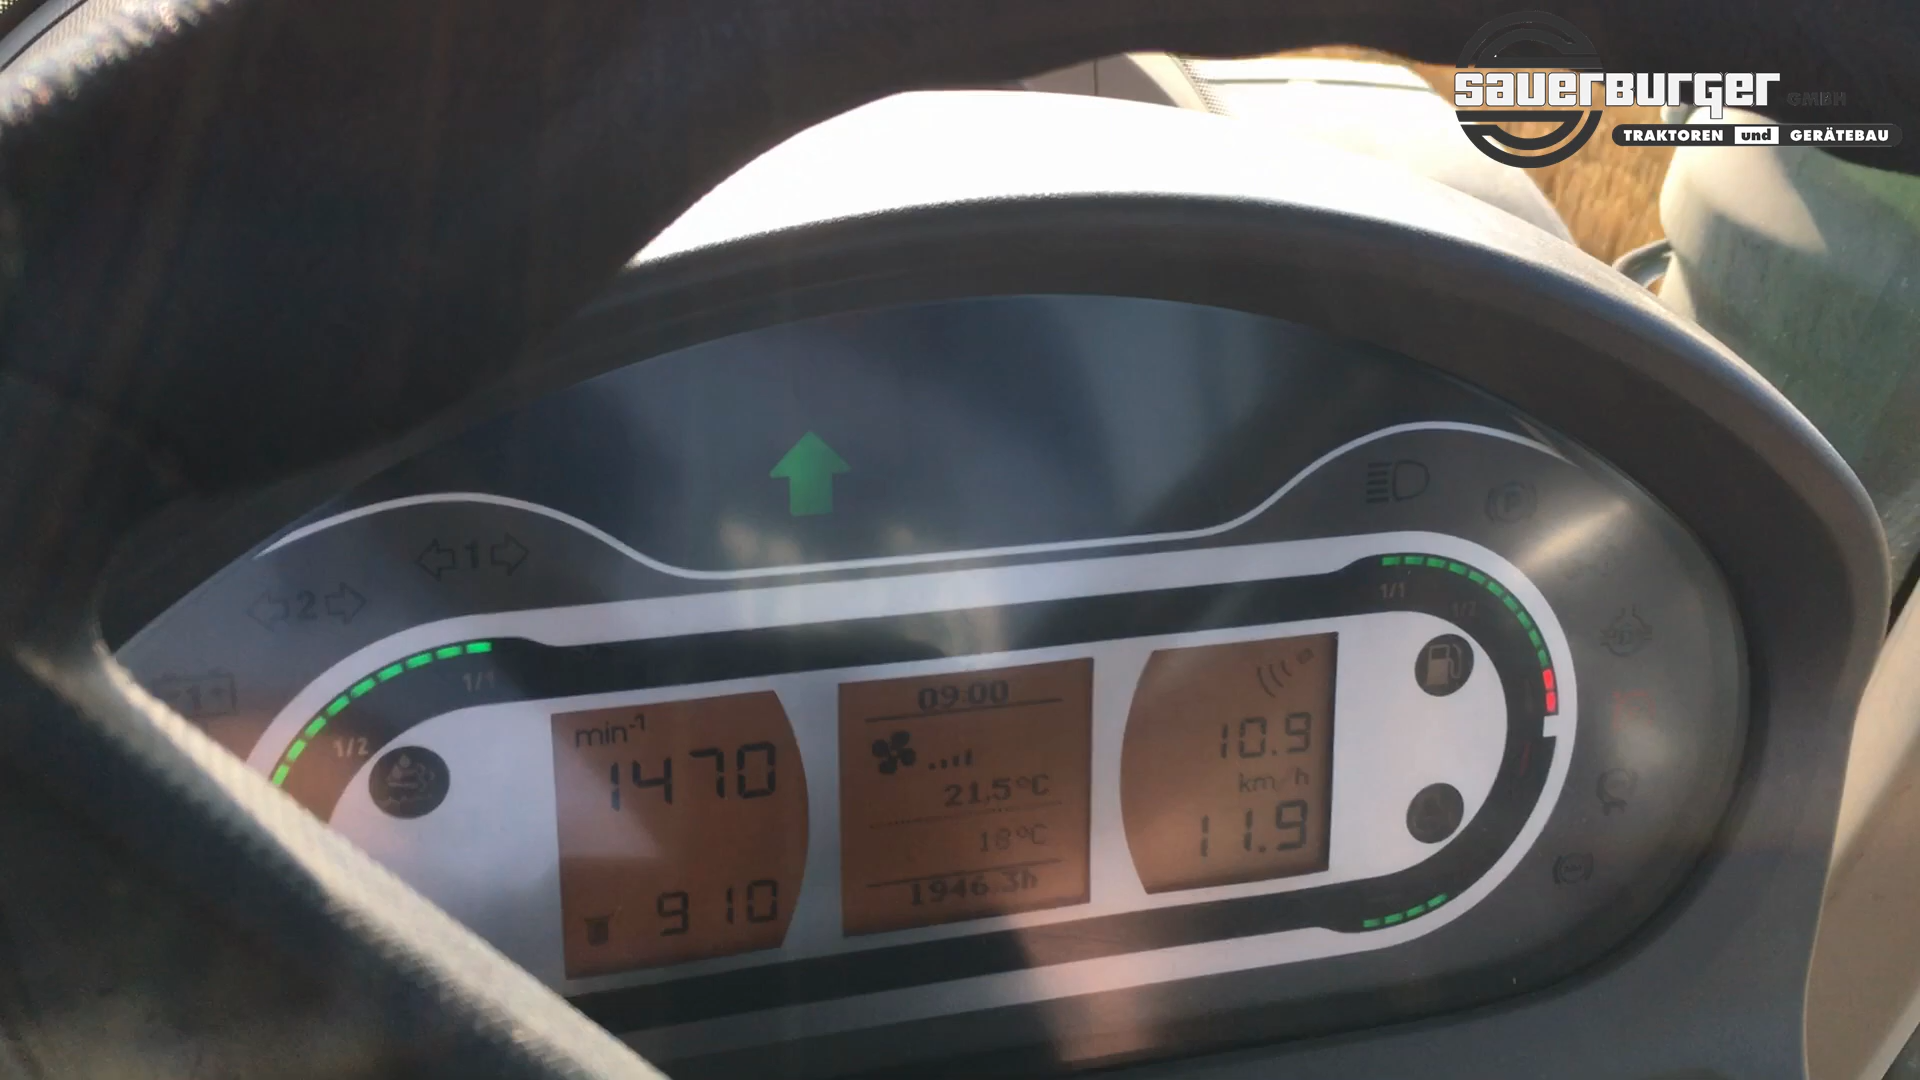 sauerburger GMBH
TRAKTOREN und GERÄTEBAU
1
2
1/1
1/2
1/1
1/2
min-1
1470
910
09:00
21,5°C
18°C
1946.3h
10.9
km/h
11.9
P